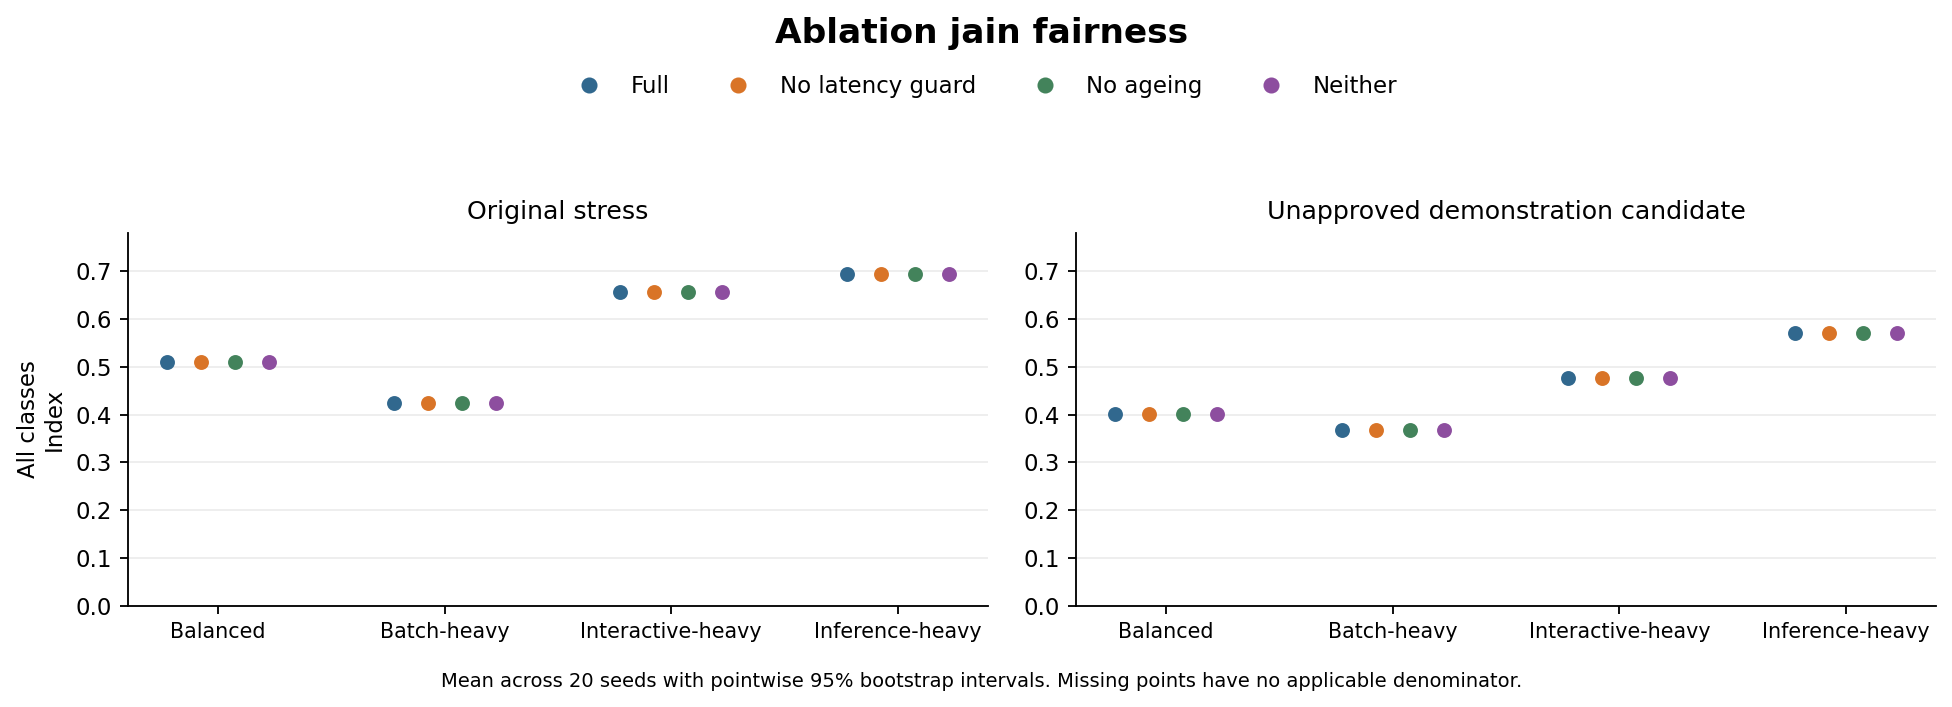 Ablation jain fairness
Full
No latency guard
No ageing
Neither
Original stress
Unapproved demonstration candidate
All classes
Index
0.7
0.6
0.5
0.4
0.3
0.2
0.1
0.0
Balanced
Batch-heavy
Interactive-heavy
Inference-heavy
0.7
0.6
0.5
0.4
0.3
0.2
0.1
0.0
Balanced
Batch-heavy
Interactive-heavy
Inference-heavy
Mean across 20 seeds with pointwise 95% bootstrap intervals. Missing points have no applicable denominator.